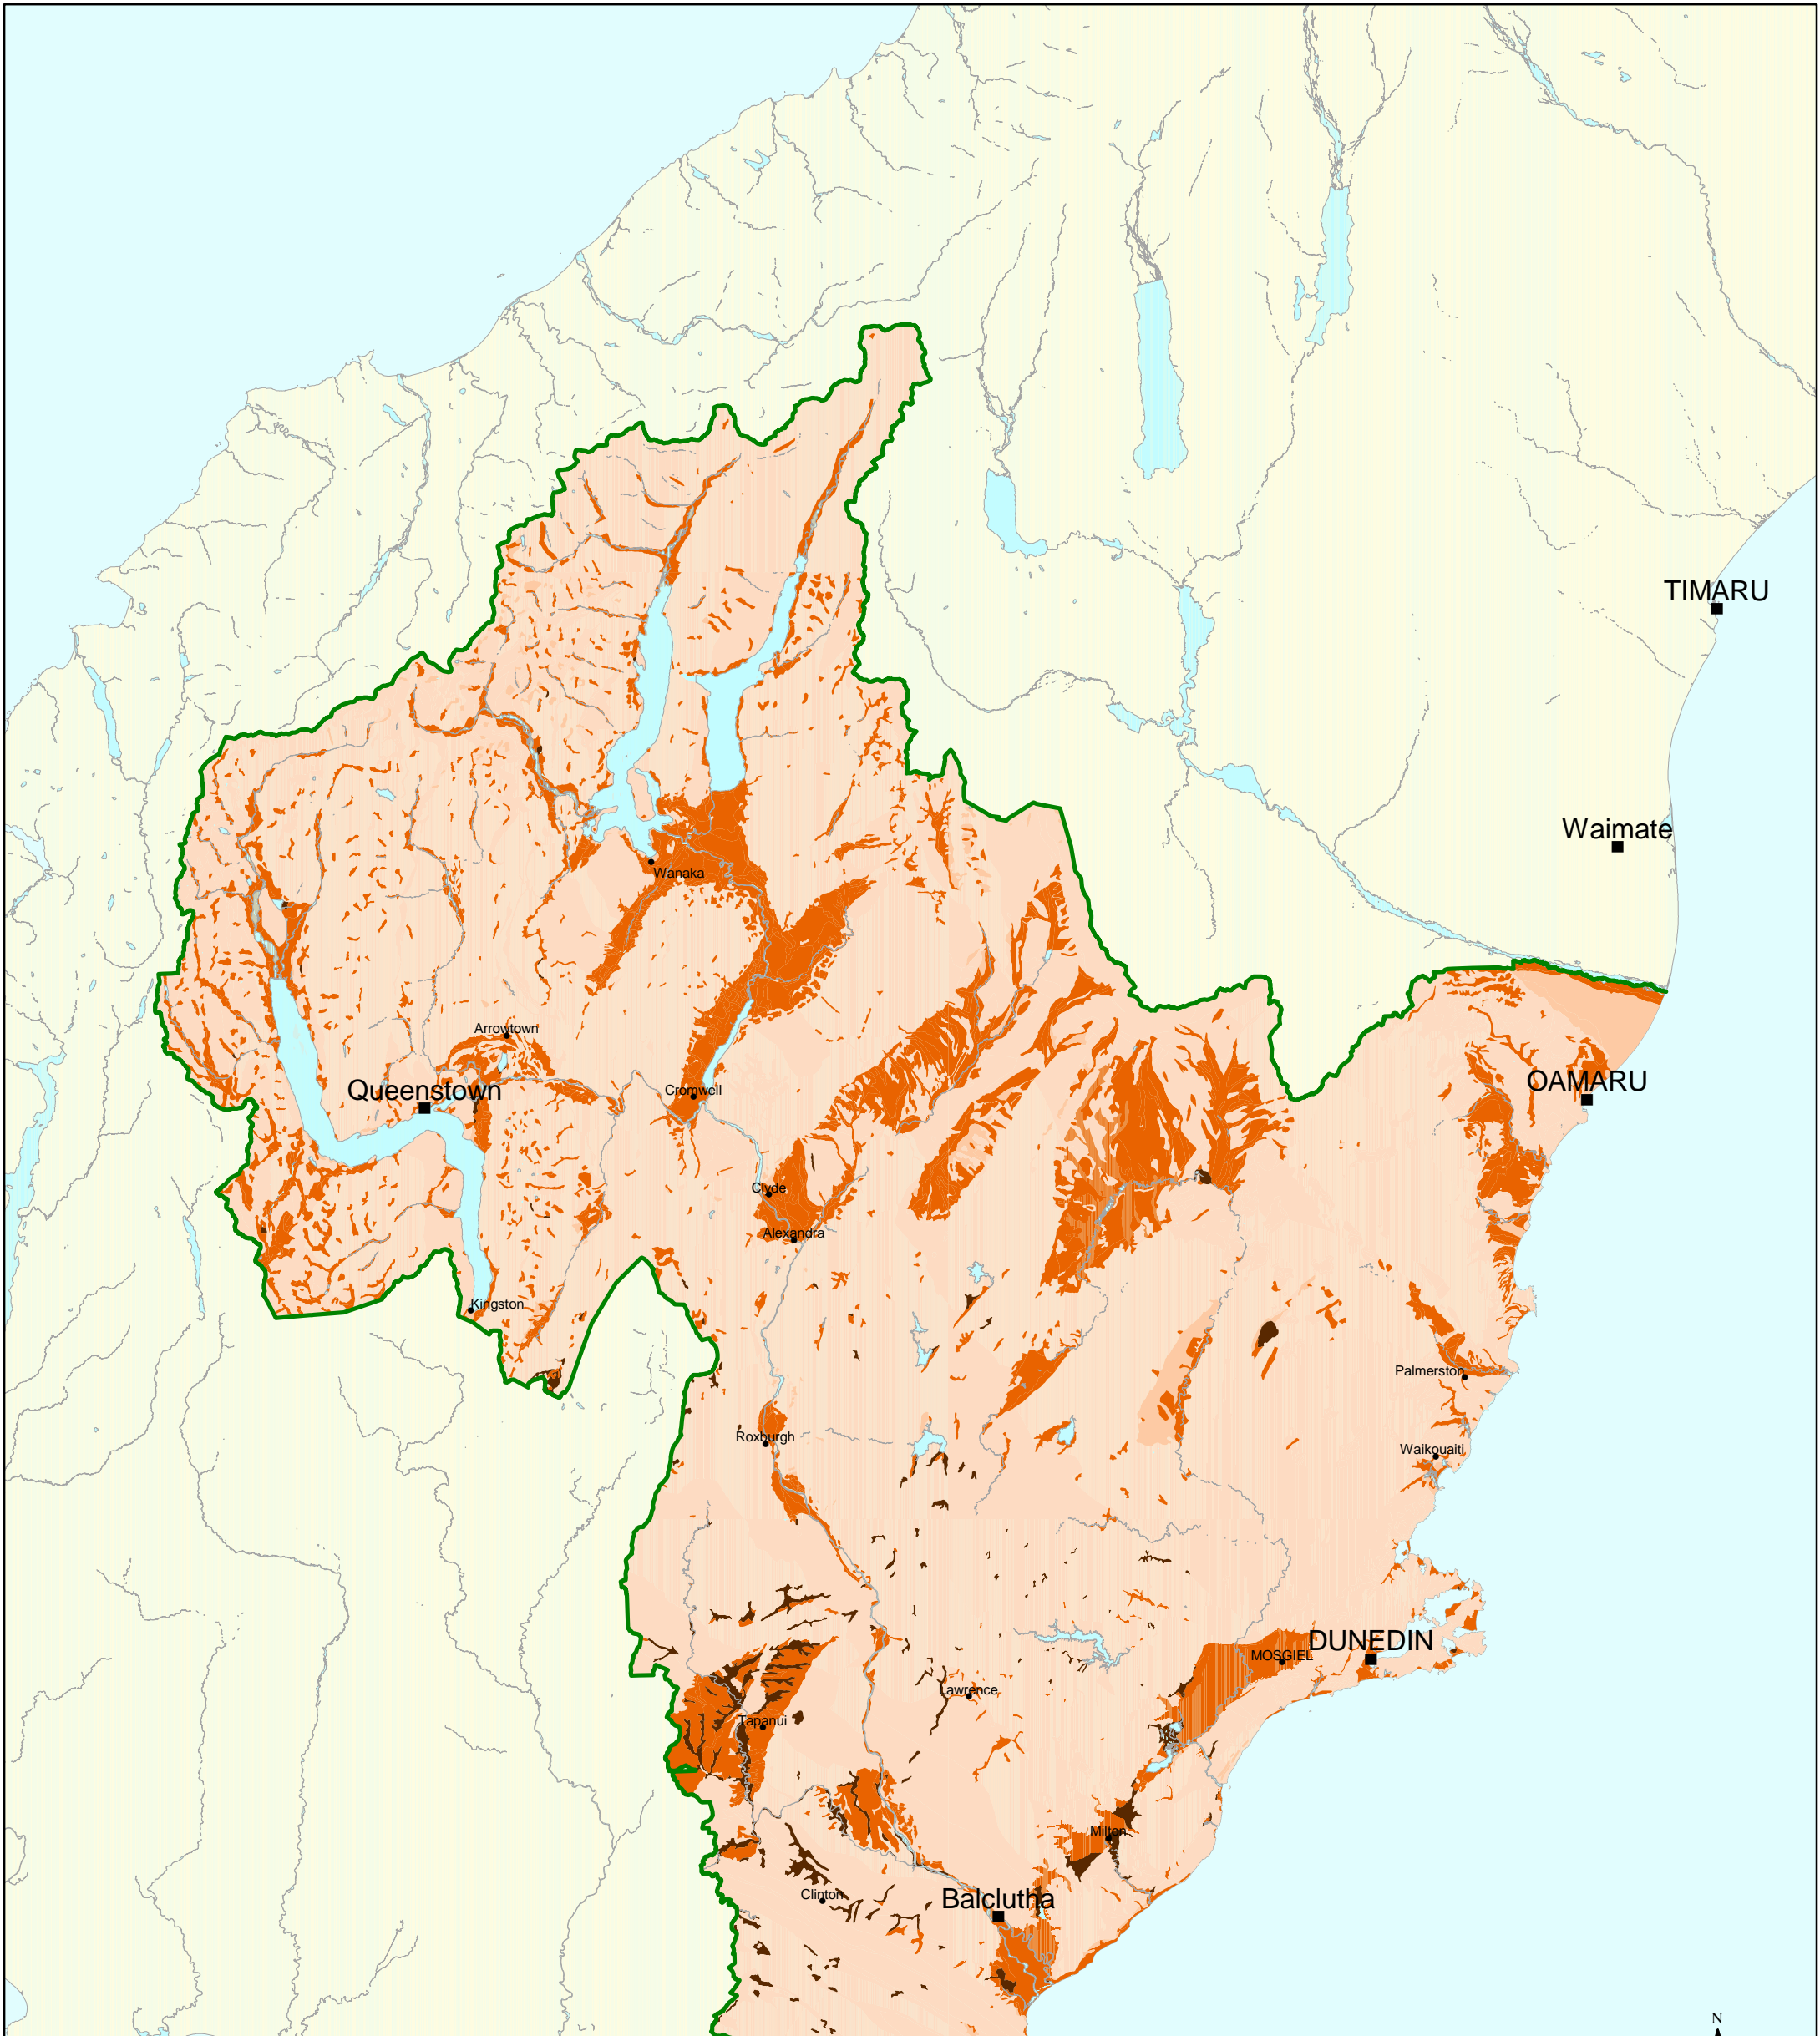 TIMARU
Waimate
Wanaka
Arrowtown
Queenstown
Cromwell
OAMARU
Clyde
Alexandra
Kingston
Palmerston
Roxburgh
Waikouaiti
DUNEDIN
MOSGIEL
Lawrence
Tapanui
Milton
Clinton
Balclutha
N